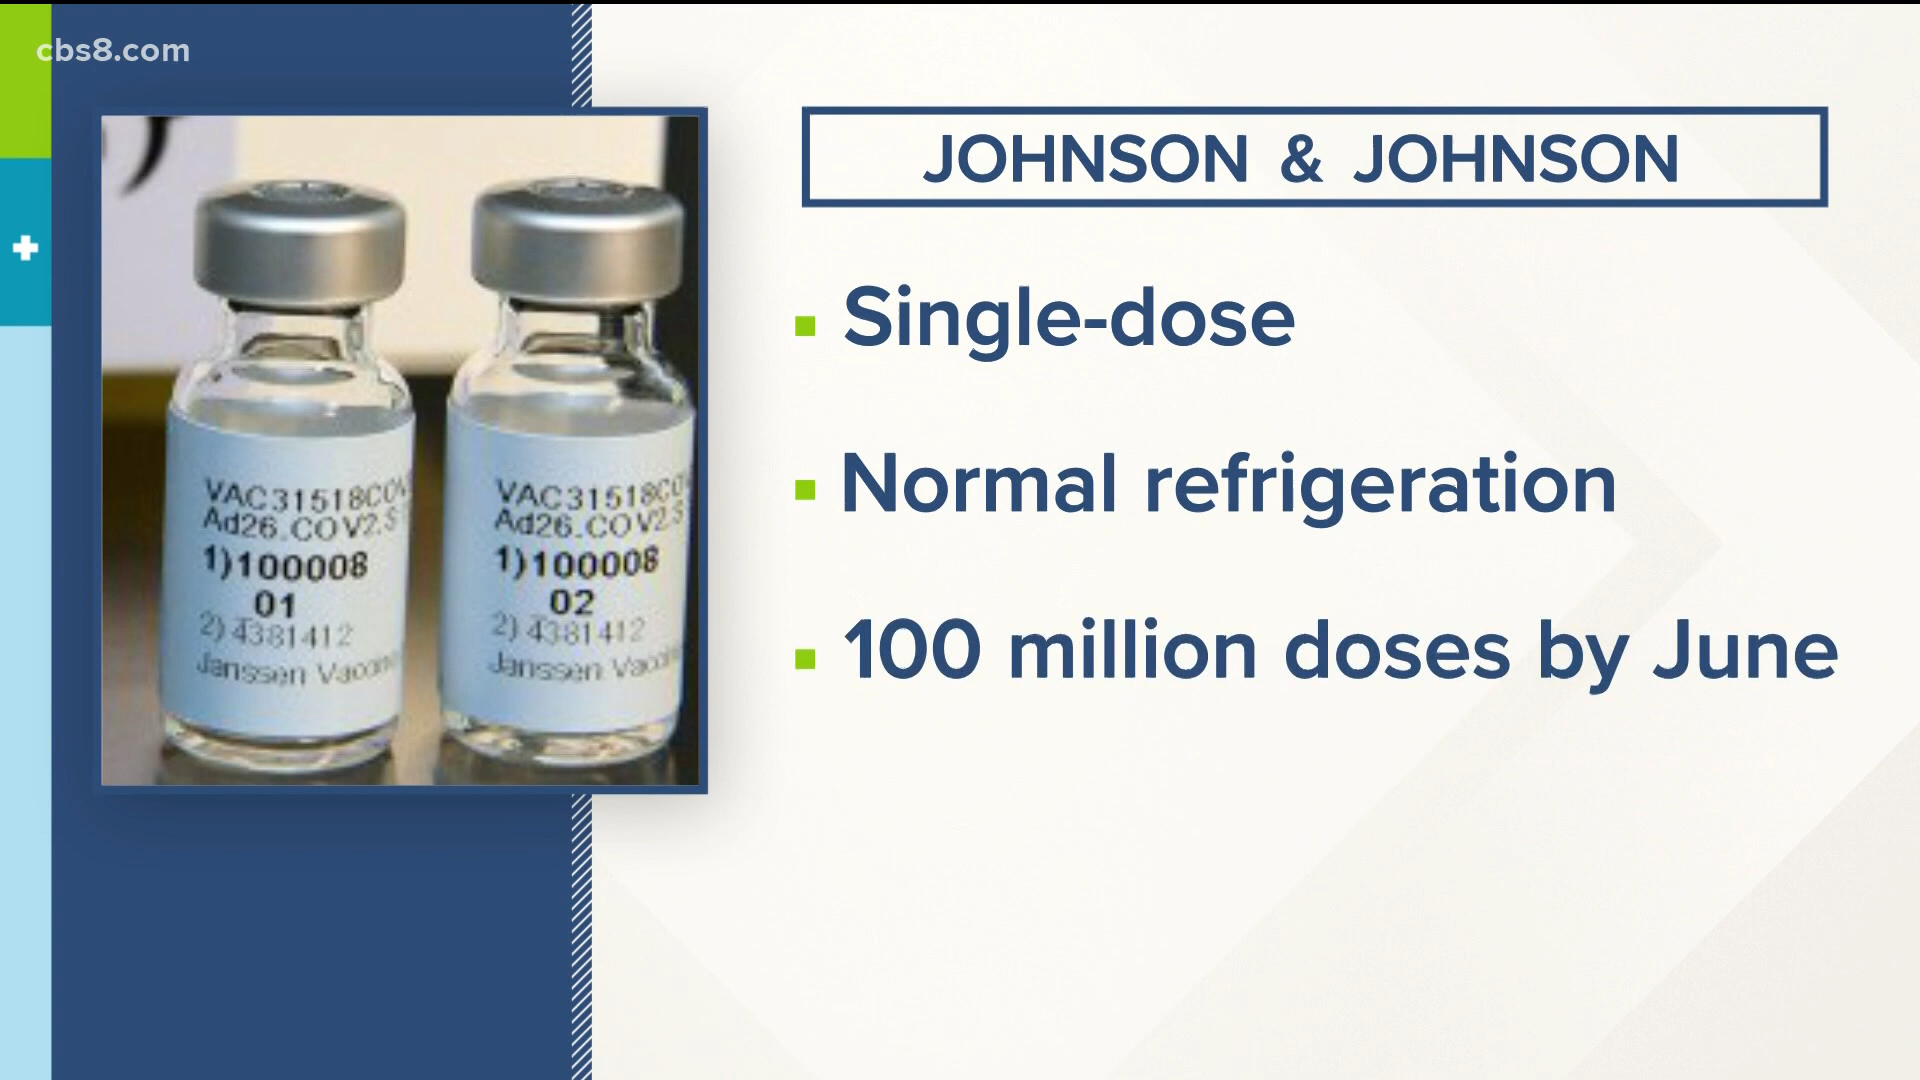 cbs8.com
JOHNSON & JOHNSON
Single-dose
Normal refrigeration
100 million doses by June
VAC31518COV
Ad26.COV2.S
1)100008
01
2) 4381412
Janssen
VAC31518CO
Ad26.COV2.S
1)100008
02
2) 4381412
Janssen